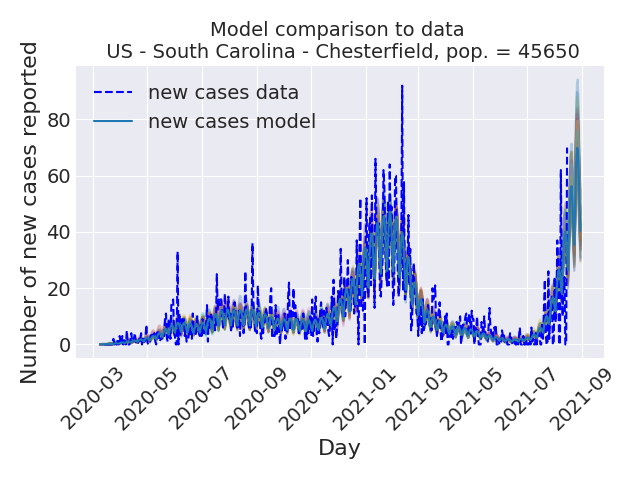 Model comparison to data
US - South Carolina - Chesterfield, pop. = 45650
Number of new cases reported
new cases data
new cases model
80
60
40
20
0
2020-03
2020-05
2020-07
2020-09
2020-11
2021-01
2021-03
2021-05
2021-07
2021-09
Day